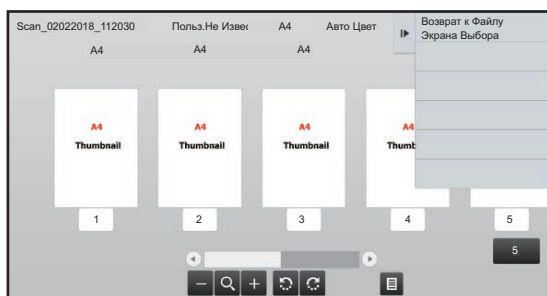 Scan_02022018_112030 Польз.Не Извес A4 Авто Цвет
Возврат к Файлу
Экрана Выбора
A4 A4
A4 A4 A4 A4
Thumbnail Thumbnail Thumbnail Thumb
1 2 3 4 5
5